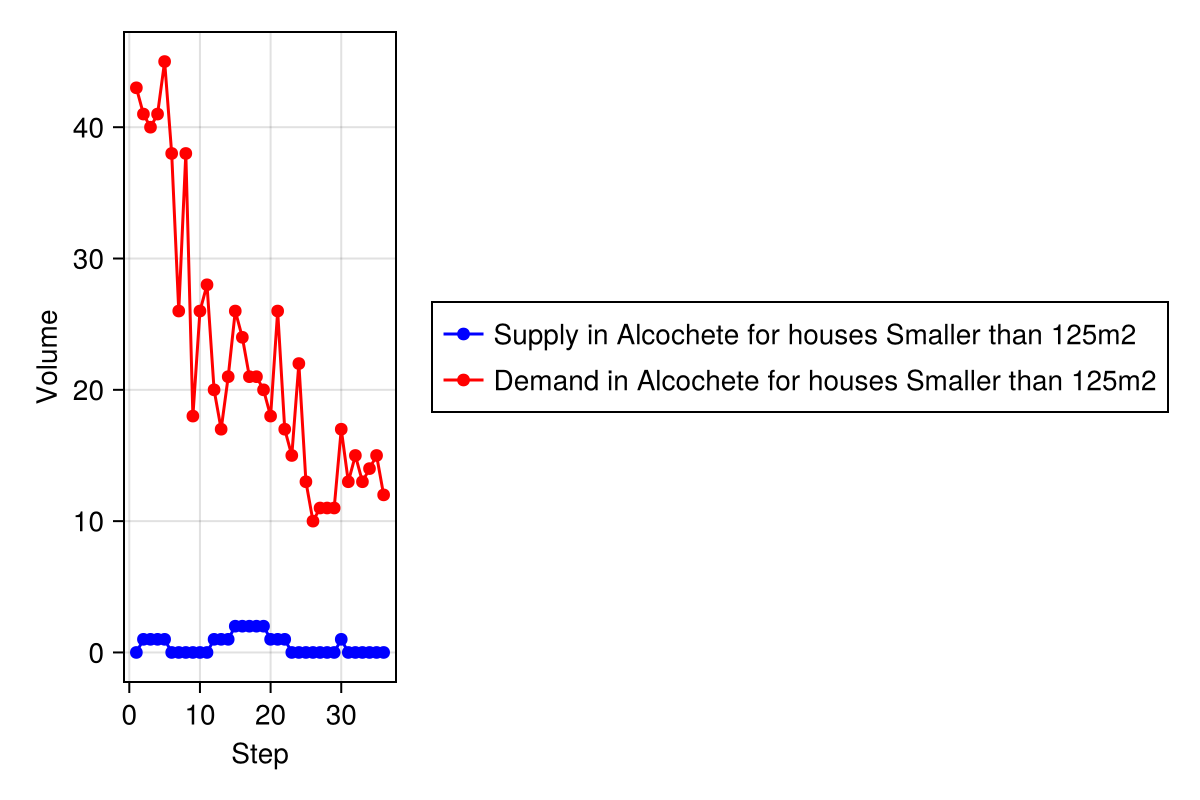 Volume
40
30
20
10
0
0 10 20 30
Step
Supply in Alcochete for houses Smaller than 125m2
Demand in Alcochete for houses Smaller than 125m2